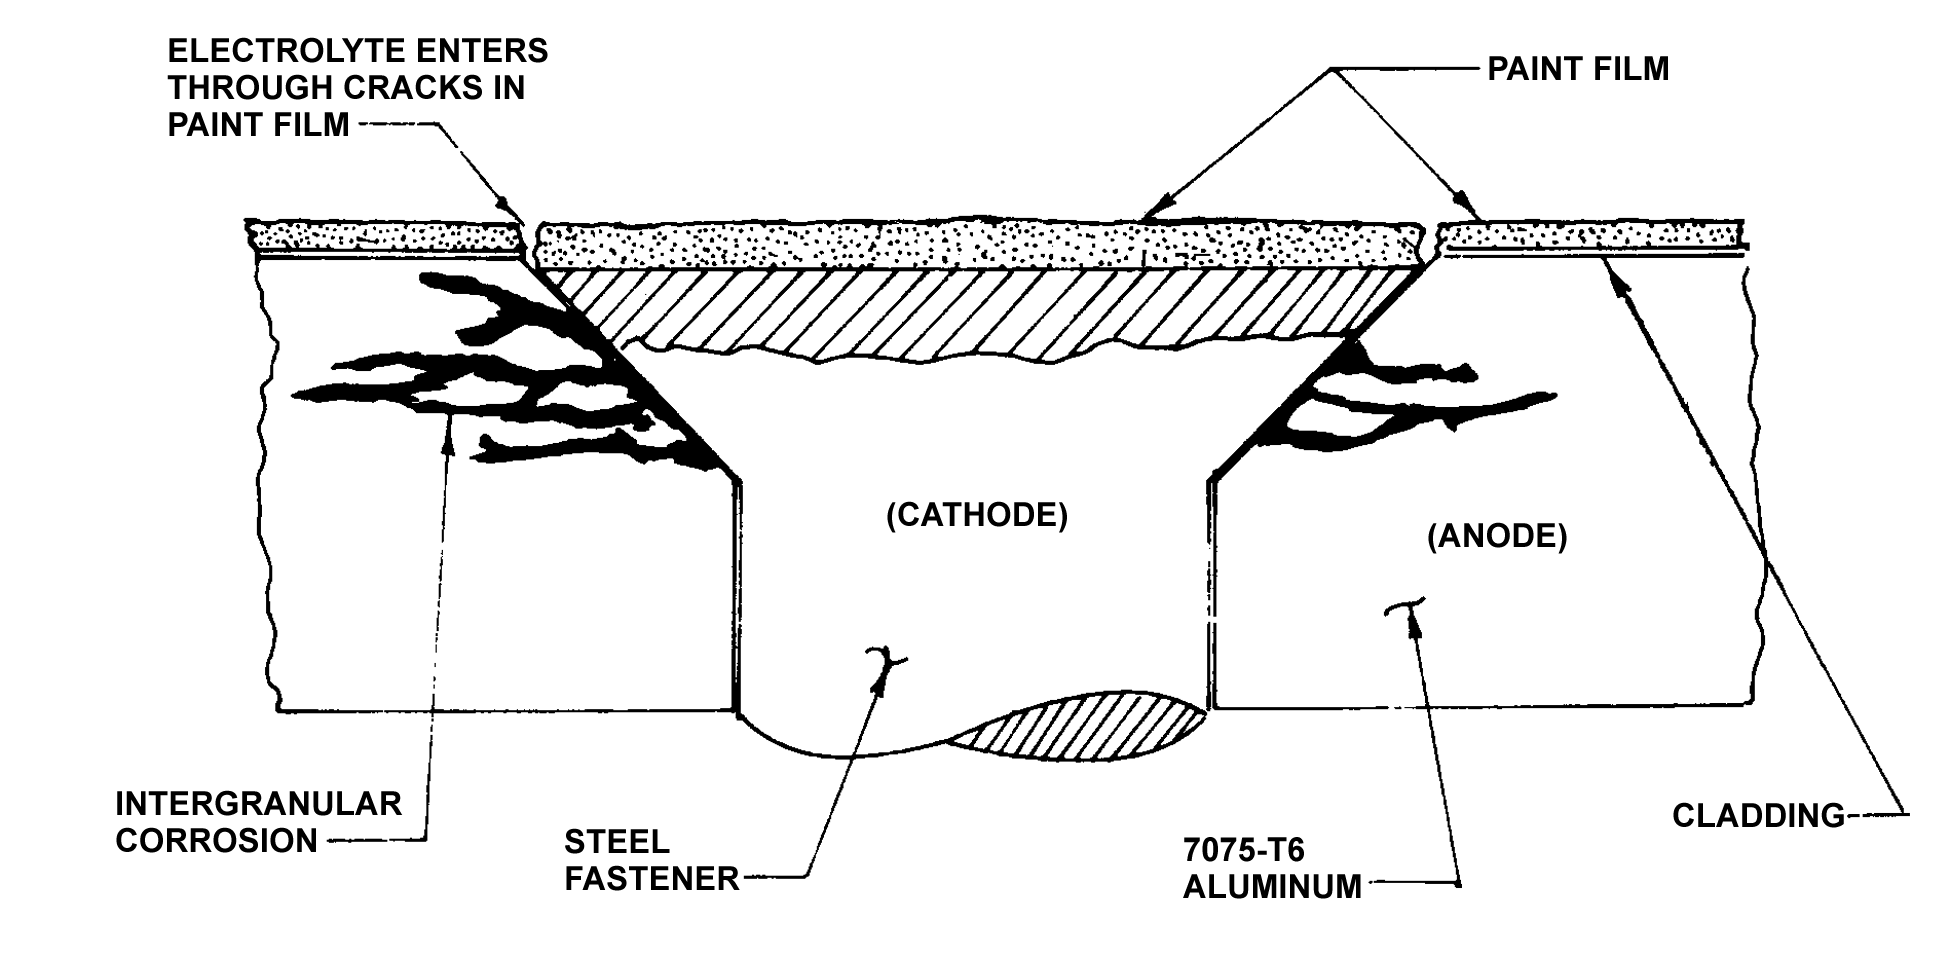 ELECTROLYTE ENTERS
THROUGH CRACKS IN
PAINT FILM
PAINT FILM
(CATHODE)
(ANODE)
INTERGRANULAR
CORROSION
STEEL
FASTENER
7075-T6
ALUMINUM
CLADDING